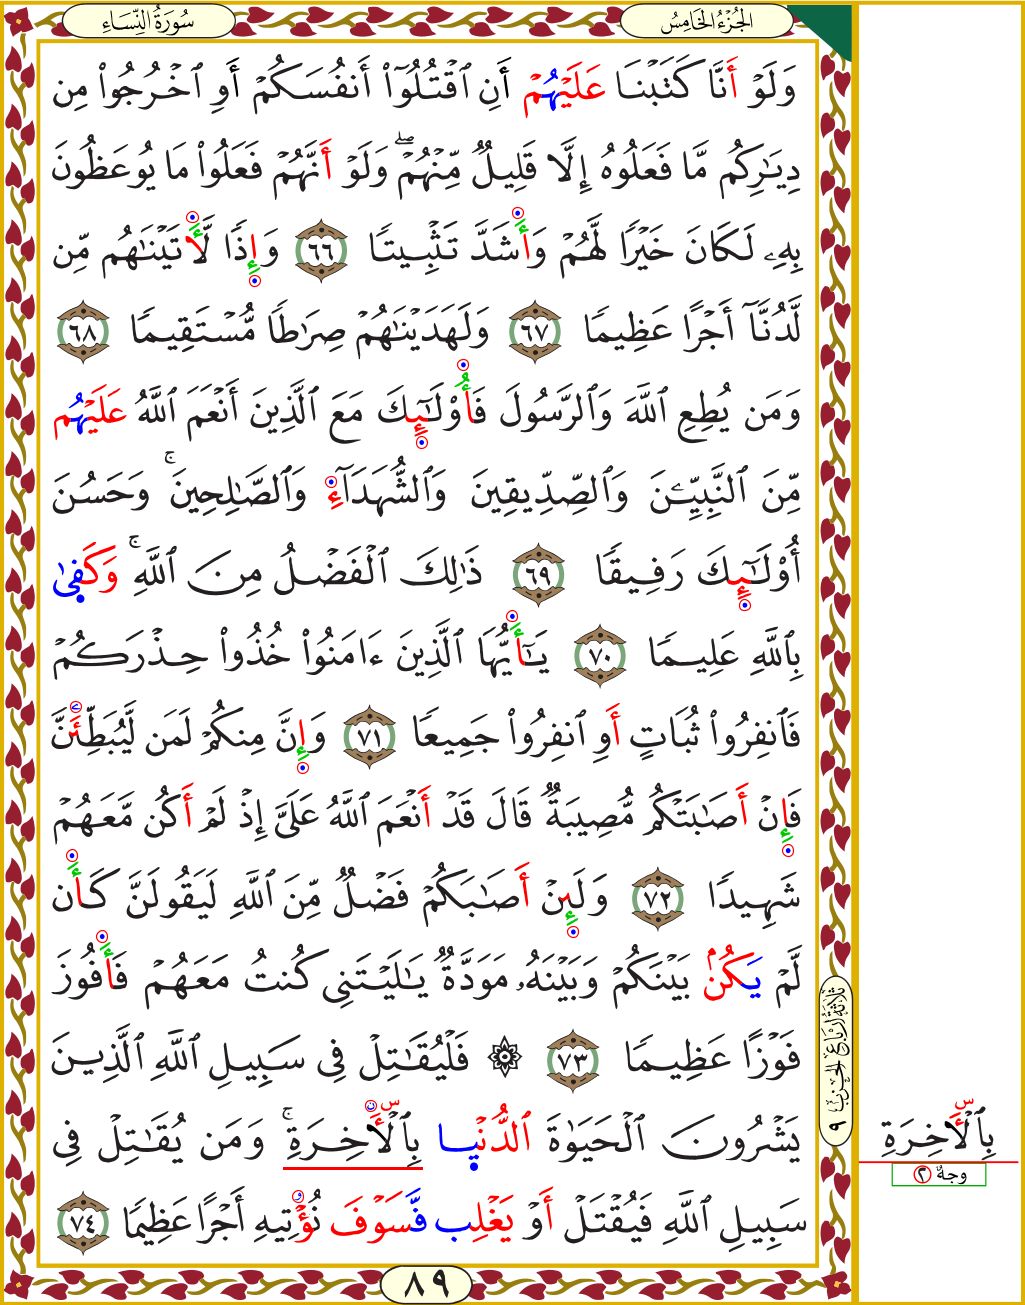 سُورَةُ النِّسَاءِ
الجُزْءُ الخَامِسُ
وَلَوۡ أَنَّا كَتَبۡنَا عَلَيۡهُمۡ أَنِ ٱقۡتُلُوٓاْ أَنفُسَكُمۡ أَوِ ٱخۡرُجُواْ مِن
دِيَٰرِكُم مَّا فَعَلُوهُ إِلَّا قَلِيلٞ مِّنۡهُمۡۖ وَلَوۡ أَنَّهُمۡ فَعَلُواْ مَا يُوعَظُونَ
بِهِۦ لَكَانَ خَيۡرٗا لَّهُمۡ وَأَشَدَّ تَثۡبِيتٗا ٦٦ وَإِذٗا لَّأٓتَيۡنَٰهُم مِّن
لَّدُنَّآ أَجۡرًا عَظِيمٗا ٦٧ وَلَهَدَيۡنَٰهُمۡ صِرَٰطٗا مُّسۡتَقِيمٗا ٦٨
وَمَن يُطِعِ ٱللَّهَ وَٱلرَّسُولَ فَأُوْلَٰٓئِكَ مَعَ ٱلَّذِينَ أَنۡعَمَ ٱللَّهُ عَلَيۡهُم
مِّنَ ٱلنَّبِيِّـۧنَ وَٱلصِّدِّيقِينَ وَٱلشُّهَدَآءِ وَٱلصَّٰلِحِينَۚ وَحَسُنَ
أُوْلَٰٓئِكَ رَفِيقٗا ٦٩ ذَٰلِكَ ٱلۡفَضۡلُ مِنَ ٱللَّهِۚ وَكَفِىٰ
بِٱللَّهِ عَلِيمٗا ٧٠ يَٰٓأَيُّهَا ٱلَّذِينَ ءَامَنُواْ خُذُواْ حِذۡرَكُمۡ
فَٱنفِرُواْ ثُبَاتٍ أَوِ ٱنفِرُواْ جَمِيعٗا ٧١ وَإِنَّ مِنكُمۡ لَمَن لَّيُبَطِّئَنَّ
فَإِنۡ أَصَٰبَتۡكُم مُّصِيبَةٞ قَالَ قَدۡ أَنۡعَمَ ٱللَّهُ عَلَيَّ إِذۡ لَمۡ أَكُن مَّعَهُمۡ
شَهِيدٗا ٧٢ وَلَئِنۡ أَصَٰبَكُمۡ فَضۡلٞ مِّنَ ٱللَّهِ لَيَقُولَنَّ كَأَن
لَّمۡ يَكُنۢ بَيۡنَكُمۡ وَبَيۡنَهُۥ مَوَدَّةٞ يَٰلَيۡتَنِي كُنتُ مَعَهُمۡ فَأَفُوزَ
فَوۡزًا عَظِيمٗا ٧٣ ۞ فَلۡيُقَٰتِلۡ فِي سَبِيلِ ٱللَّهِ ٱلَّذِينَ
يَشۡرُونَ ٱلۡحَيَوٰةَ ٱلدُّنۡيِا بِٱلۡأٓخِرَةِۚ وَمَن يُقَٰتِلۡ فِي
سَبِيلِ ٱللَّهِ فَيُقۡتَلۡ أَوۡ يَغۡلِب فَّسَوۡفَ نُؤۡتِيهِ أَجۡرًا عَظِيمٗا ٧٤
٨٩
ثَلَاثَةُ أَرْبَاعِ الحِزْبِ ٩
بِٱلۡأٓخِرَةِ
وجهٌ ٢